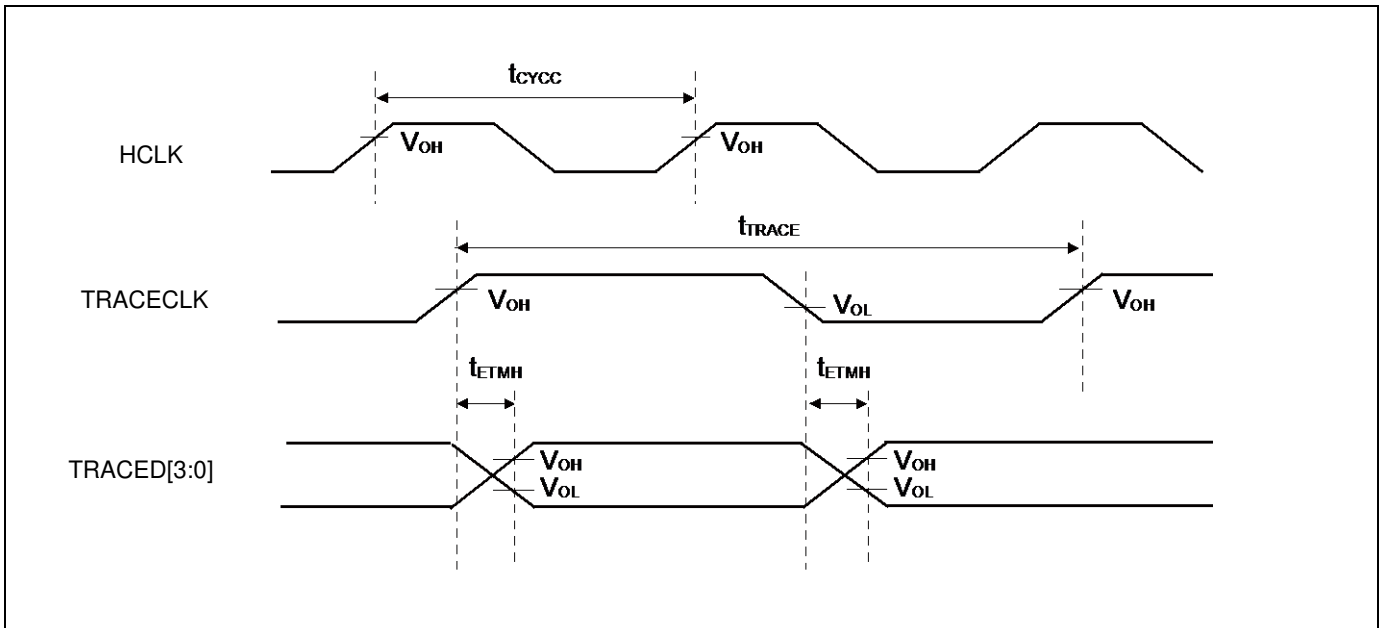 tCYCC
HCLK
VOH
VOH
tTRACE
TRACECLK
VOH
VOL
VOH
tETMH
tETMH
TRACED[3:0]
VOH
VOH
VOL
VOL